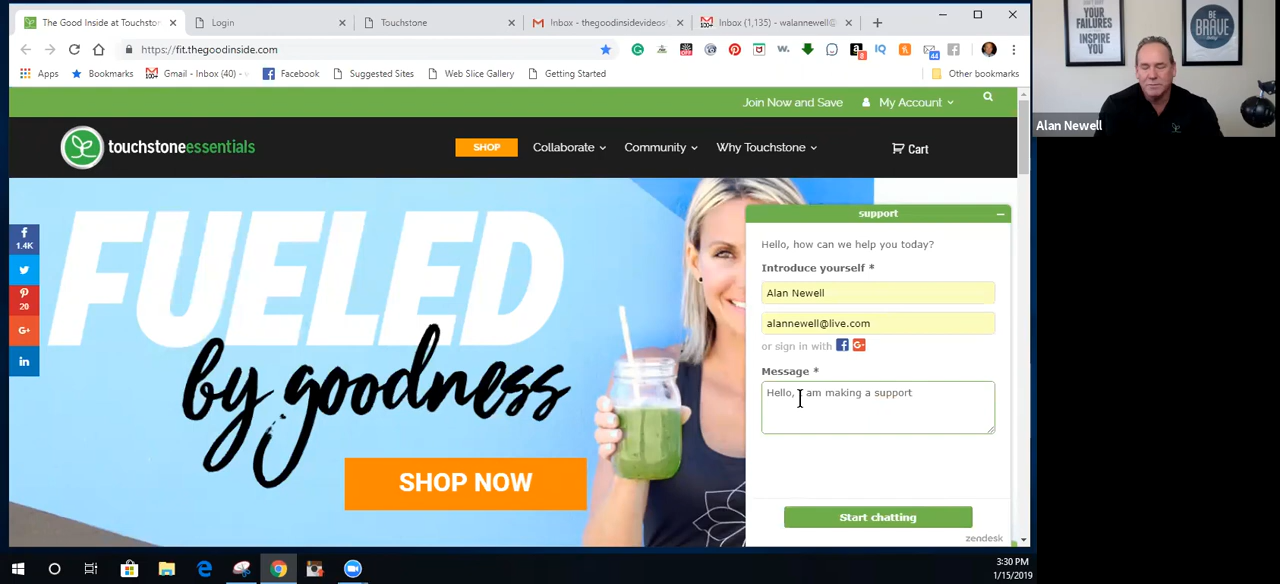 The Good Inside at Touchston × Login × Touchstone × Inbox - thegoodinsidevideos × Inbox (1,135) - walannewell@ × +
https://fit.thegoodinside.com
Apps Bookmarks Gmail - Inbox (40) - Facebook Suggested Sites Web Slice Gallery Getting Started Other bookmarks
Join Now and Save My Account
touchstoneessentials SHOP Collaborate Community Why Touchstone Cart
FUELED
by goodness
SHOP NOW
1.4K
20
support
Hello, how can we help you today?
Introduce yourself *
Alan Newell
alannewell@live.com
or sign in with
Message *
Hello, I am making a support
Start chatting
zendesk
YOUR
FAILURES
INSPIRE
YOU
BE
BRAVE
Alan Newell
3:30 PM
1/15/2019